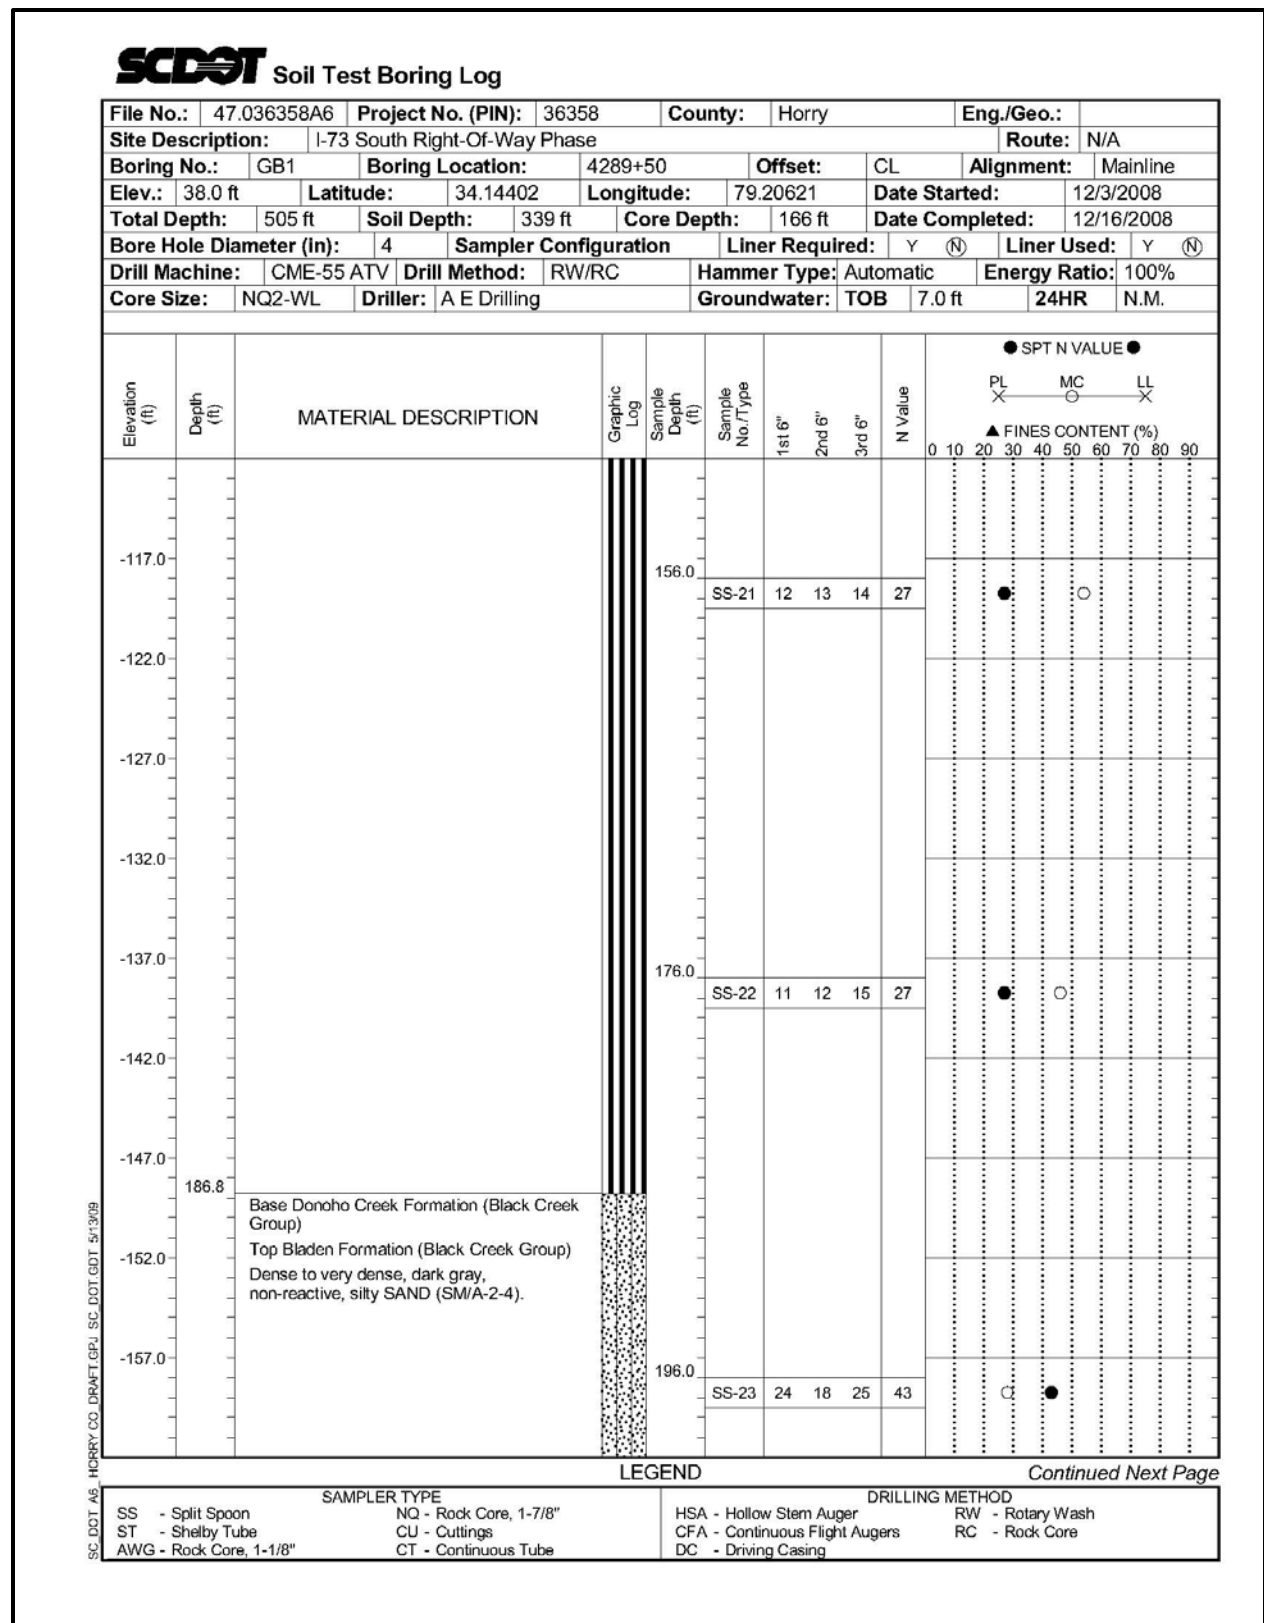 SCDOT Soil Test Boring Log
File No.: 47.036358A6 Project No. (PIN): 36358 County: Horry Eng./Geo.:
Site Description: I-73 South Right-Of-Way Phase Route: N/A
Boring No.: GB1 Boring Location: 4289+50 Offset: CL Alignment: Mainline
Elev.: 38.0 ft Latitude: 34.14402 Longitude: 79.20621 Date Started: 12/3/2008
Total Depth: 505 ft Soil Depth: 339 ft Core Depth: 166 ft Date Completed: 12/16/2008
Bore Hole Diameter (in): 4 Sampler Configuration Liner Required: Y N Liner Used: Y N
Drill Machine: CME-55 ATV Drill Method: RW/RC Hammer Type: Automatic Energy Ratio: 100%
Core Size: NQ2-WL Driller: A E Drilling Groundwater: TOB 7.0 ft 24HR N.M.
Elevation (ft) Depth (ft) MATERIAL DESCRIPTION Graphic Log Sample Depth (ft) Sample No./Type 1st 6" 2nd 6" 3rd 6" N Value
● SPT N VALUE ●
PL MC LL
▲ FINES CONTENT (%)
0 10 20 30 40 50 60 70 80 90
-117.0
156.0
SS-21 12 13 14 27
-122.0
-127.0
-132.0
-137.0
176.0
SS-22 11 12 15 27
-142.0
-147.0
186.8
Base Donoho Creek Formation (Black Creek
Group)
Top Bladen Formation (Black Creek Group)
-152.0
Dense to very dense, dark gray,
non-reactive, silty SAND (SM/A-2-4).
-157.0
196.0
SS-23 24 18 25 43
SC_DOT A6_ HORRY CO_DRAFT.GPJ SC_DOT.GDT 5/13/09
LEGEND Continued Next Page
SAMPLER TYPE DRILLING METHOD
SS - Split Spoon NQ - Rock Core, 1-7/8" HSA - Hollow Stem Auger RW - Rotary Wash
ST - Shelby Tube CU - Cuttings CFA - Continuous Flight Augers RC - Rock Core
AWG - Rock Core, 1-1/8" CT - Continuous Tube DC - Driving Casing